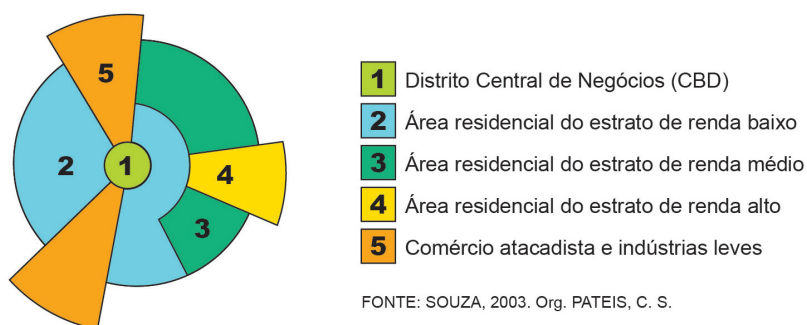 5
2
1
4
3
1 Distrito Central de Negócios (CBD)
2 Área residencial do estrato de renda baixo
3 Área residencial do estrato de renda médio
4 Área residencial do estrato de renda alto
5 Comércio atacadista e indústrias leves
FONTE: SOUZA, 2003. Org. PATEIS, C. S.